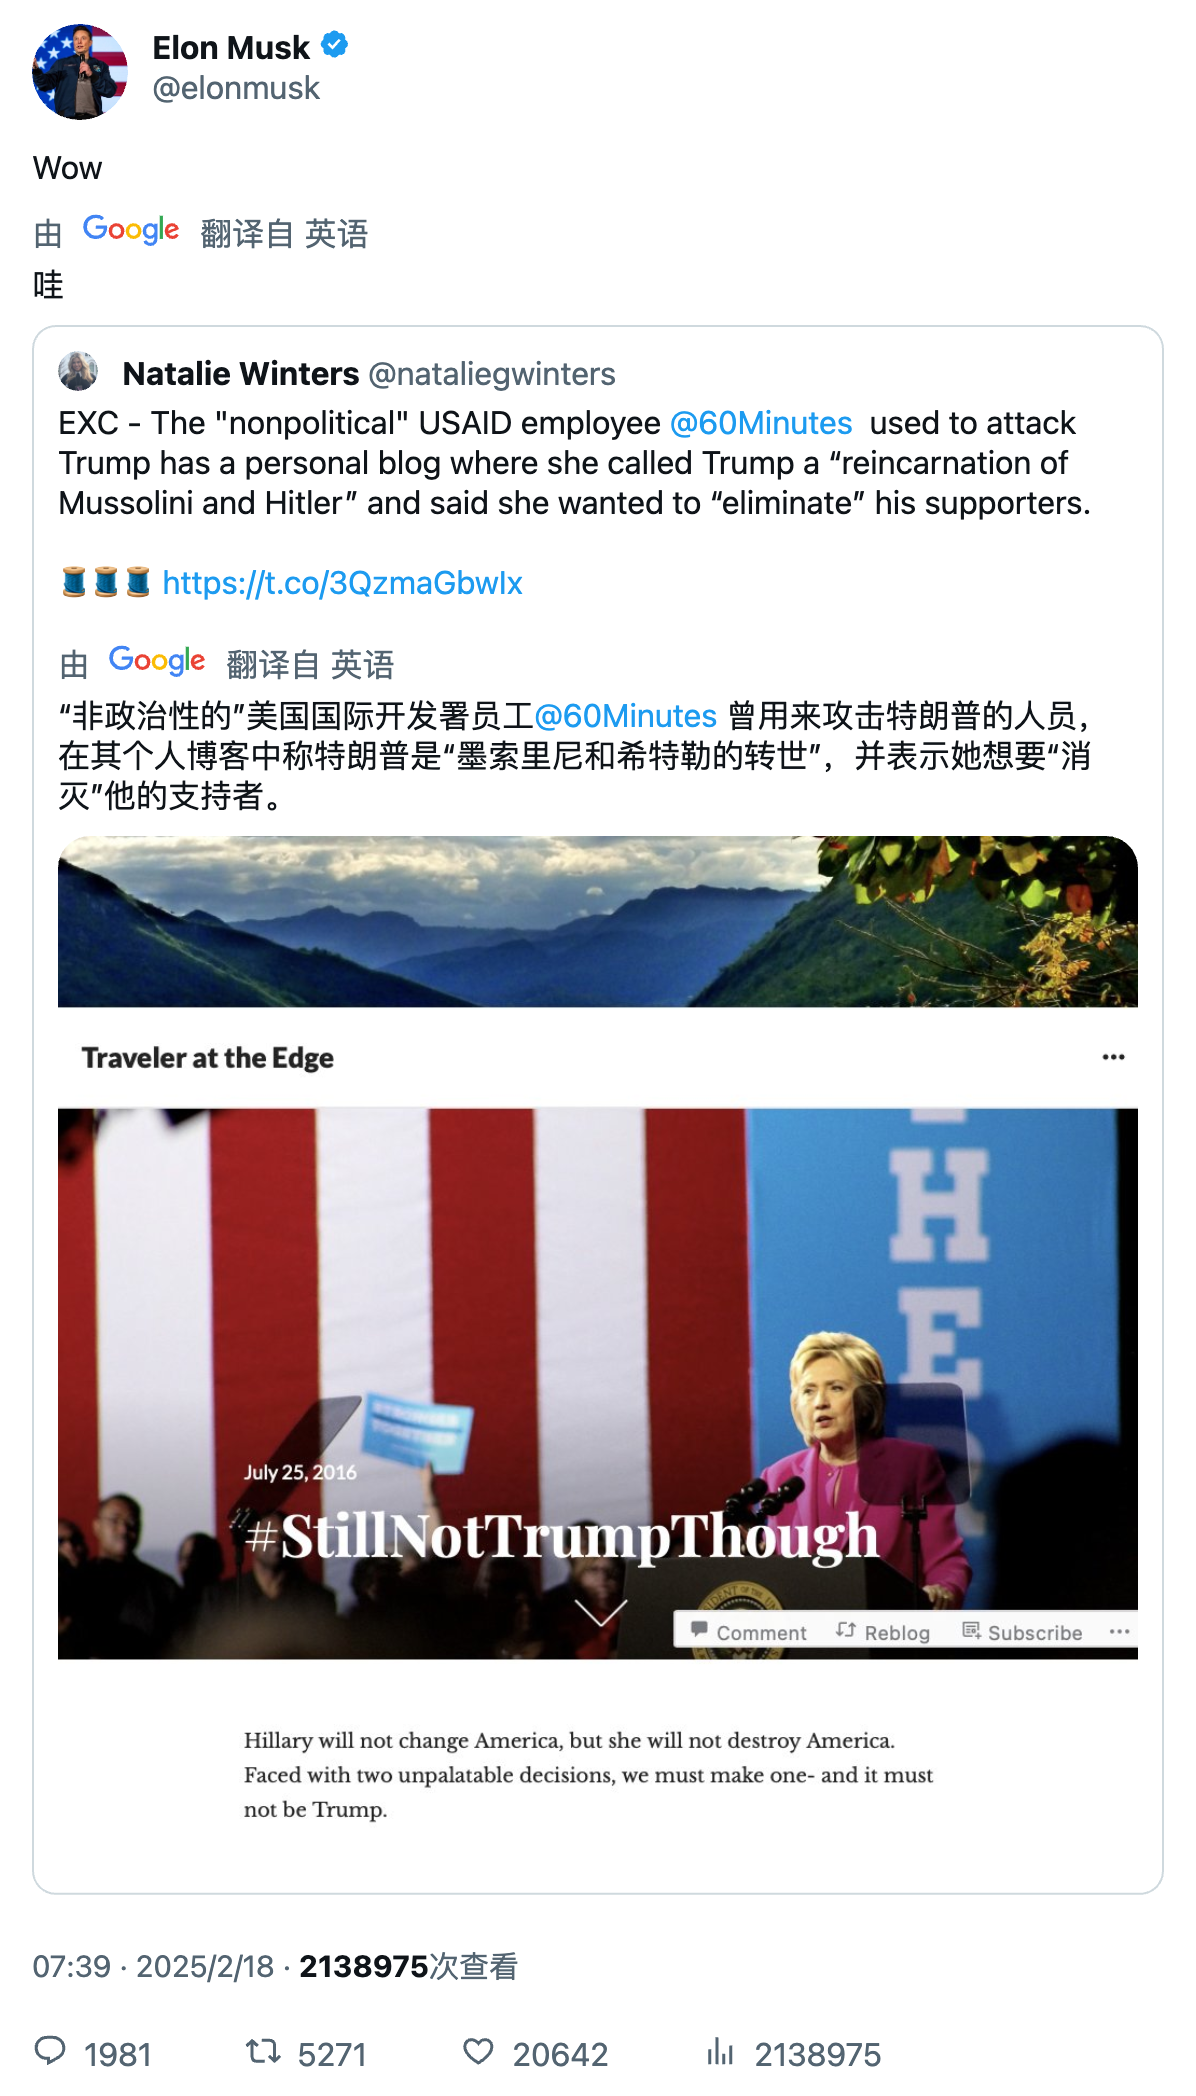 Elon Musk
@elonmusk
Wow
由 Google 翻译自 英语
哇
Natalie Winters @nataliegwinters
EXC - The "nonpolitical" USAID employee @60Minutes used to attack
Trump has a personal blog where she called Trump a “reincarnation of
Mussolini and Hitler” and said she wanted to “eliminate” his supporters.
🧵🧵🧵 https://t.co/3QzmaGbwIx
由 Google 翻译自 英语
“非政治性的”美国国际开发署员工@60Minutes 曾用来攻击特朗普的人员，
在其个人博客中称特朗普是“墨索里尼和希特勒的转世”，并表示她想要“消
灭”他的支持者。
Traveler at the Edge
HER
STRONGER
TOGETHER
July 25, 2016
#StillNotTrumpThough
Comment Reblog Subscribe
Hillary will not change America, but she will not destroy America.
Faced with two unpalatable decisions, we must make one- and it must
not be Trump.
07:39 · 2025/2/18 · 2138975次查看
1981 5271 20642 2138975